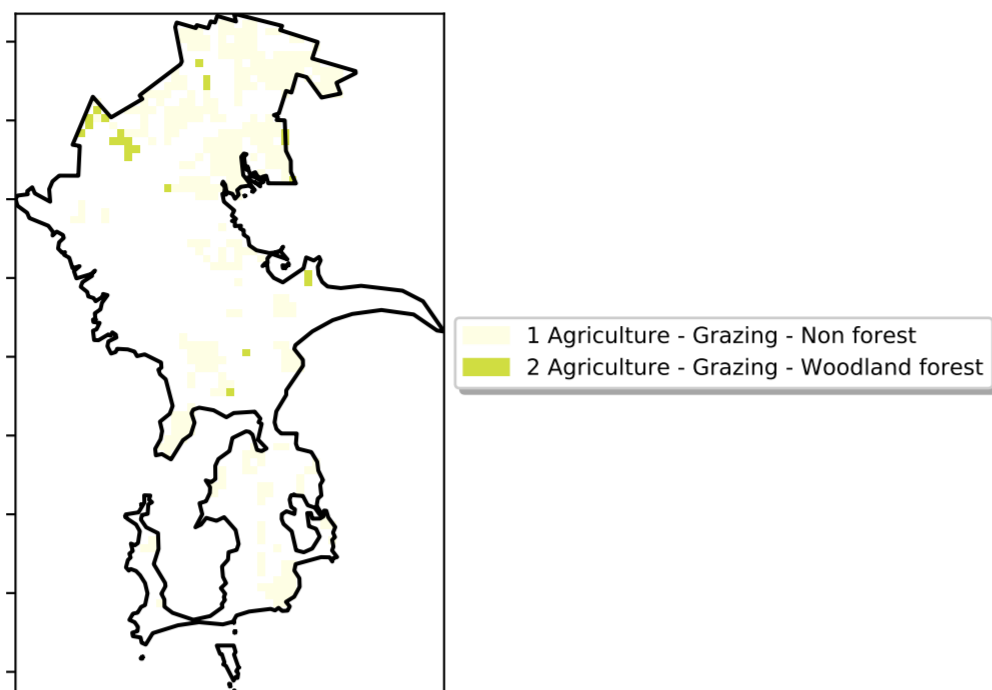 1 Agriculture - Grazing - Non forest
2 Agriculture - Grazing - Woodland forest